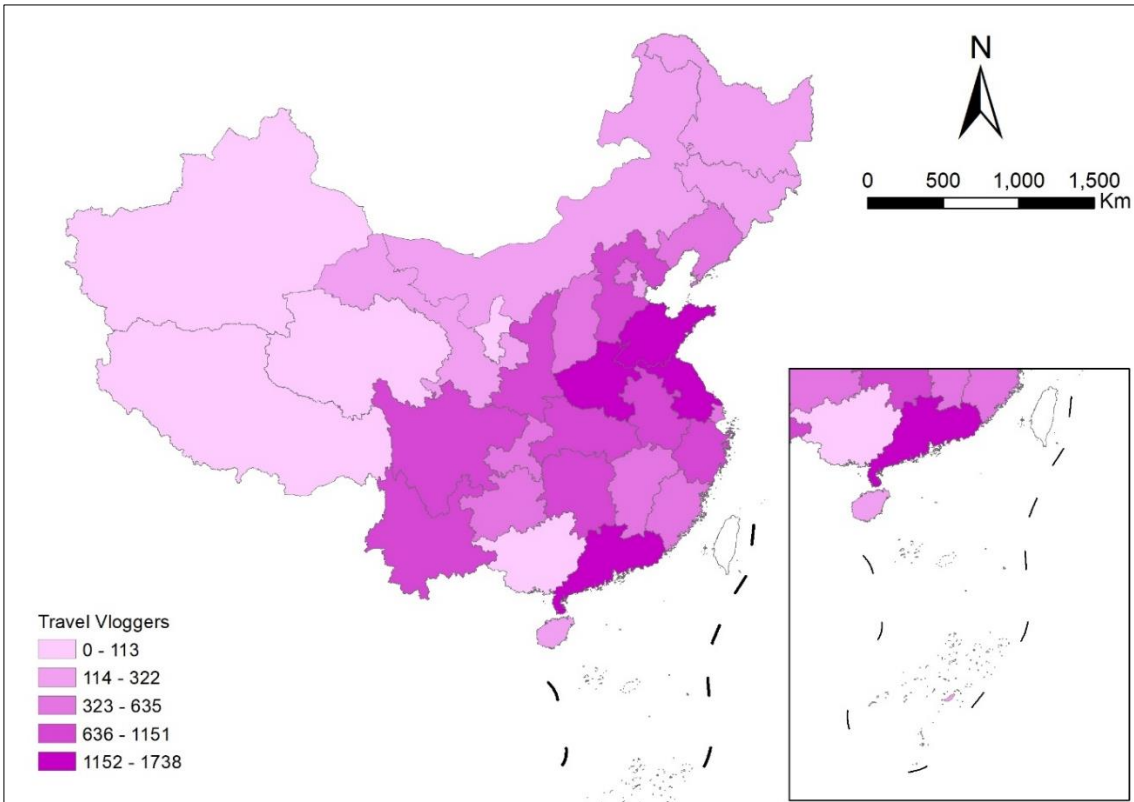 N
0 500 1,000 1,500
Km
Travel Vloggers
0 - 113
114 - 322
323 - 635
636 - 1151
1152 - 1738